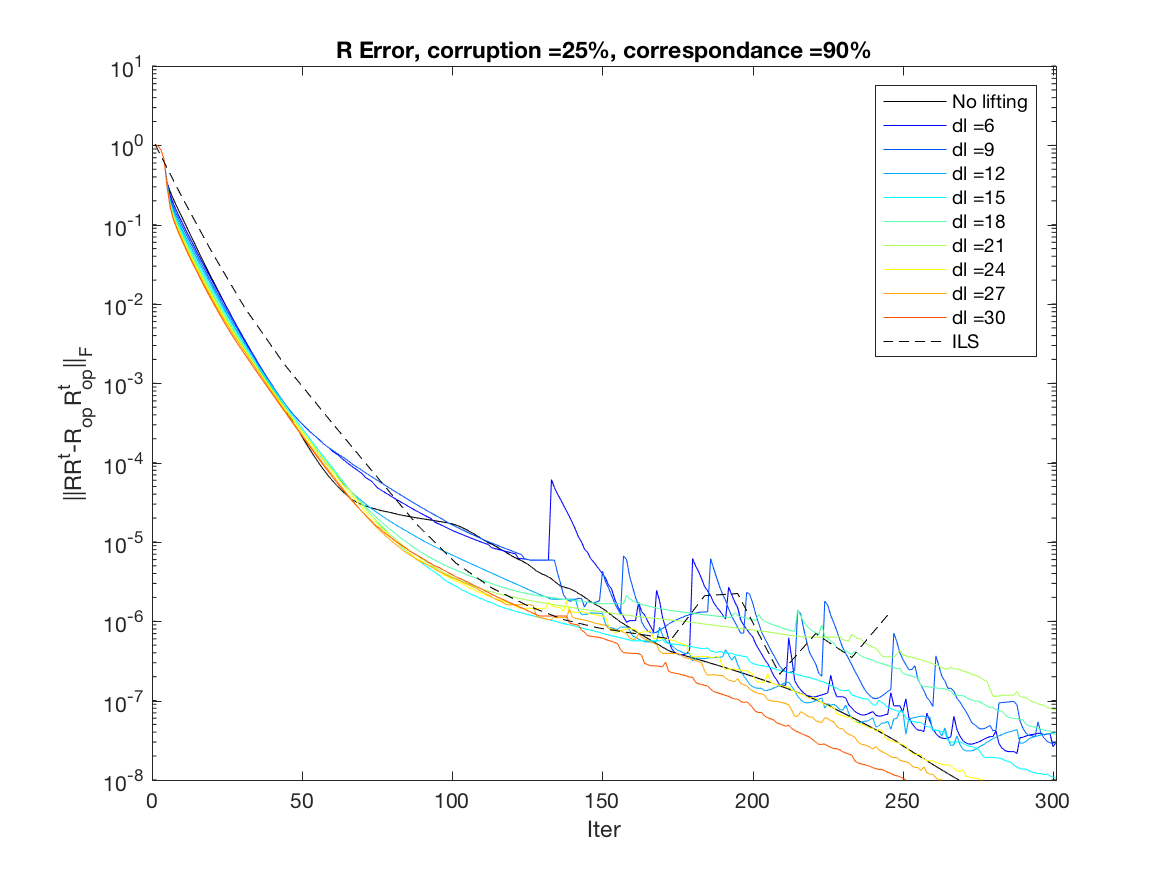 R Error, corruption =25%, correspondance =90%
10^1
10^0
10^-1
10^-2
10^-3
10^-4
10^-5
10^-6
10^-7
10^-8
||RR^t-R_op R^t_op||_F
No lifting
dl =6
dl =9
dl =12
dl =15
dl =18
dl =21
dl =24
dl =27
dl =30
ILS
0 50 100 150 200 250 300
Iter